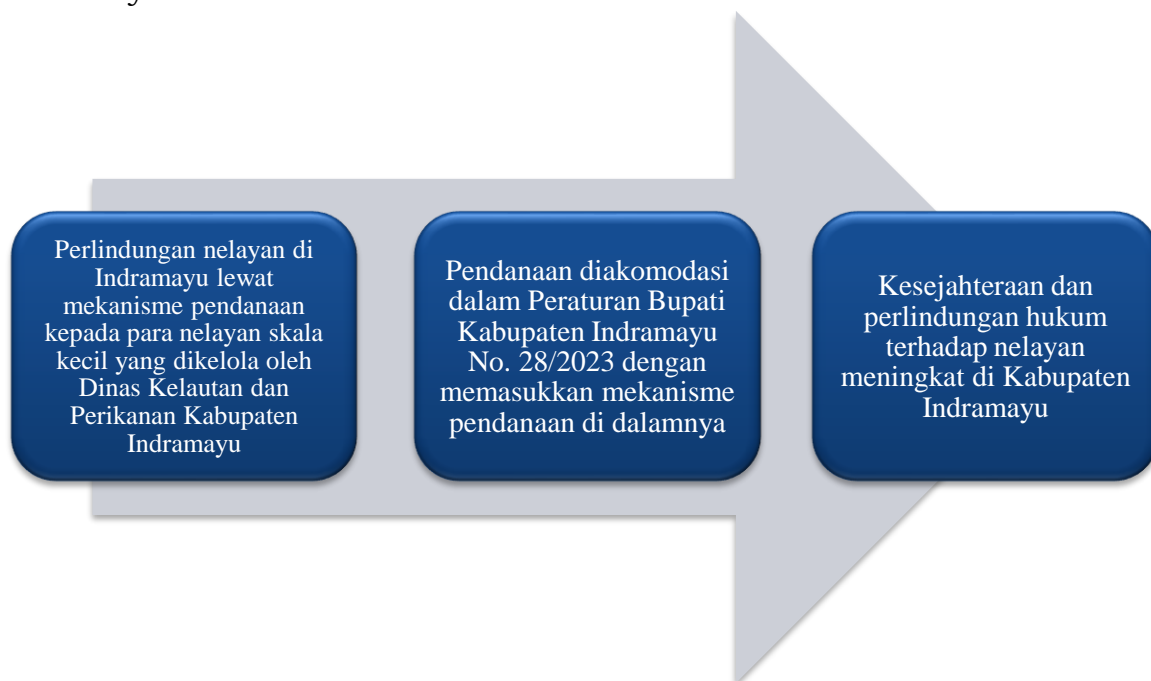 Perlindungan nelayan di
Indramayu lewat
mekanisme pendanaan
kepada para nelayan skala
kecil yang dikelola oleh
Dinas Kelautan dan
Perikanan Kabupaten
Indramayu
Pendanaan diakomodasi
dalam Peraturan Bupati
Kabupaten Indramayu
No. 28/2023 dengan
memasukkan mekanisme
pendanaan di dalamnya
Kesejahteraan dan
perlindungan hukum
terhadap nelayan
meningkat di Kabupaten
Indramayu